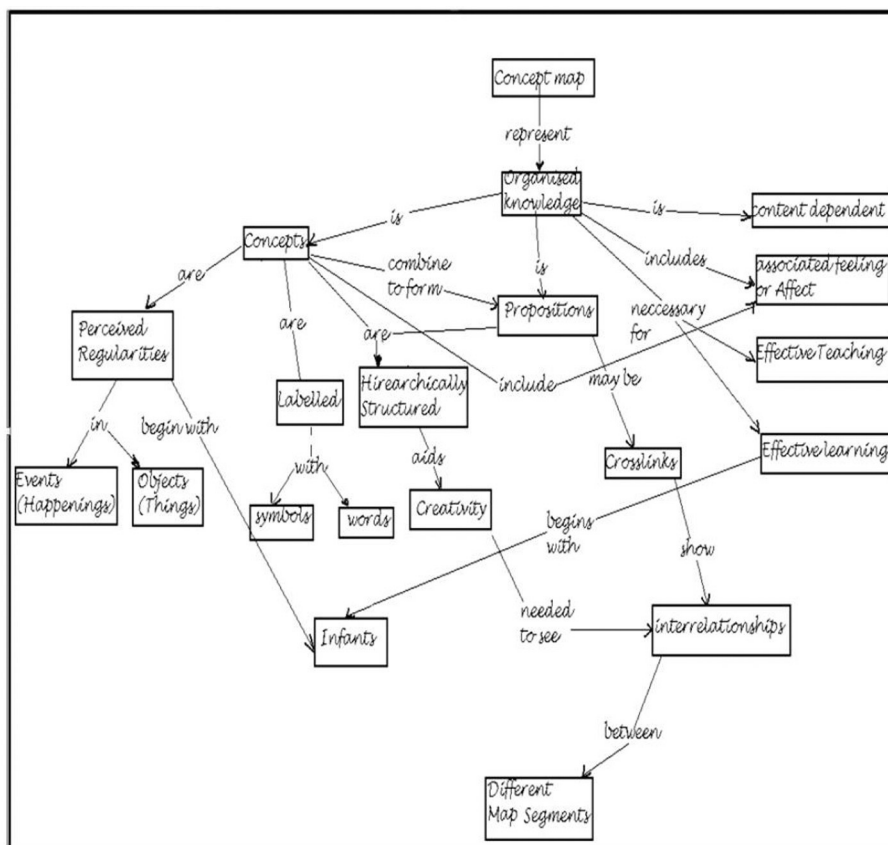 Concept map
represent
Organised
knowledge
is
is
content dependent
Concepts
are
combine
to form
is
includes
associated feeling
or Affect
Perceived
Regularities
are
are
Propositions
neccessary
for
Effective Teaching
Labelled
Hirearchically
Structured
include
may be
in
begin with
with
aids
Crosslinks
Effective learning
Events
(Happenings)
Objects
(Things)
symbols
words
Creativity
begins
with
show
Infants
needed
to see
interrelationships
between
Different
Map Segments